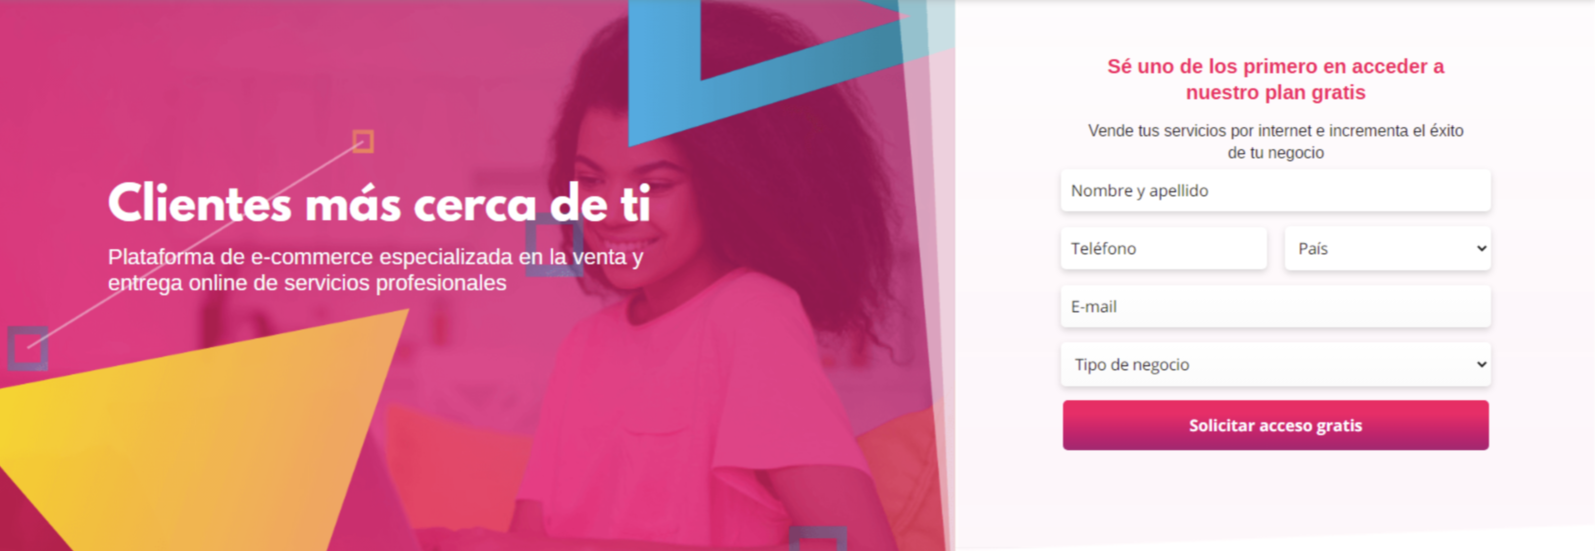 Clientes más cerca de ti
Plataforma de e-commerce especializada en la venta y
entrega online de servicios profesionales
Sé uno de los primero en acceder a
nuestro plan gratis
Vende tus servicios por internet e incrementa el éxito
de tu negocio
Nombre y apellido
Teléfono
País
E-mail
Tipo de negocio
Solicitar acceso gratis